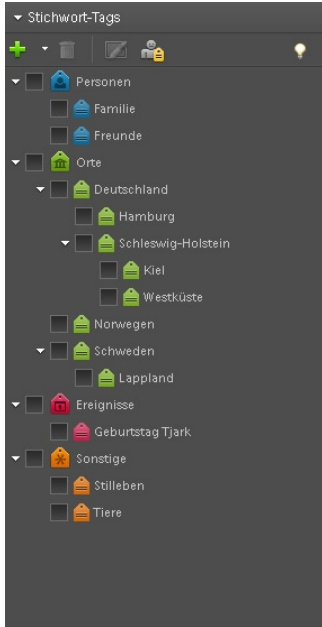 Stichwort-Tags
Personen
Familie
Freunde
Orte
Deutschland
Hamburg
Schleswig-Holstein
Kiel
Westküste
Norwegen
Schweden
Lappland
Ereignisse
Geburtstag Tjark
Sonstige
Stilleben
Tiere